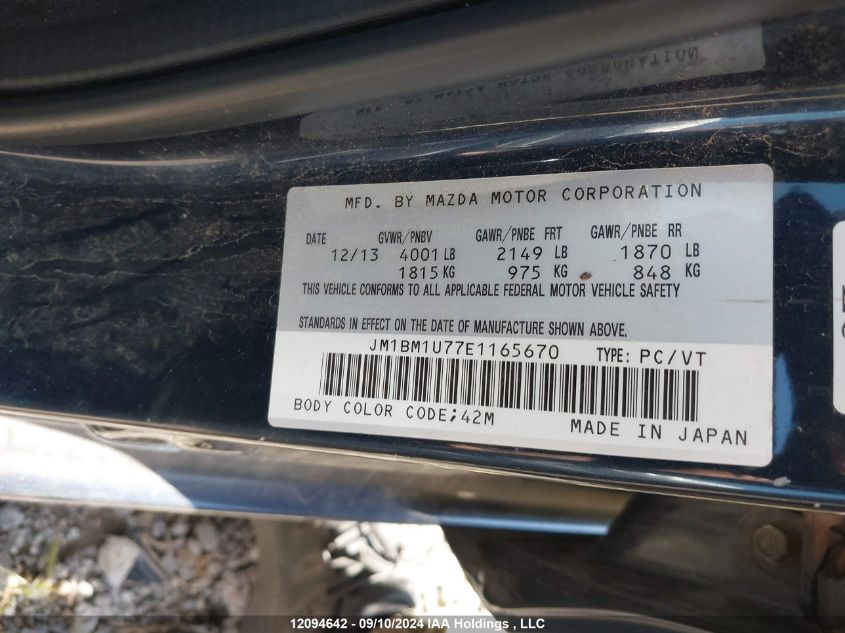 MFD. BY MAZDA MOTOR CORPORATION
DATE GVWR/PNBV GAWR/PNBE FRT GAWR/PNBE RR
12/13 4001 LB 2149 LB 1870 LB
1815 KG 975 KG 848 KG
THIS VEHICLE CONFORMS TO ALL APPLICABLE FEDERAL MOTOR VEHICLE SAFETY
STANDARDS IN EFFECT ON THE DATE OF MANUFACTURE SHOWN ABOVE.
JM1BM1U77E1165670 TYPE: PC/VT
BODY COLOR CODE;42M
MADE IN JAPAN
12094642 - 09/10/2024 IAA Holdings , LLC